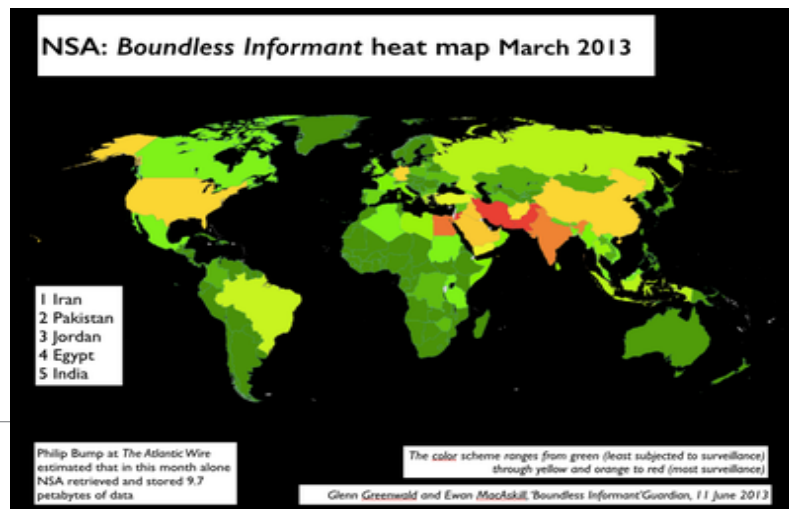 NSA: Boundless Informant heat map March 2013
1 Iran
2 Pakistan
3 Jordan
4 Egypt
5 India
Philip Bump at The Atlantic Wire
estimated that in this month alone
NSA retrieved and stored 9.7
petabytes of data
The color scheme ranges from green (least subjected to surveillance)
through yellow and orange to red (most surveillance)
Glenn Greenwald and Ewan MacAskill,'Boundless Informant'Guardian, 11 June 2013